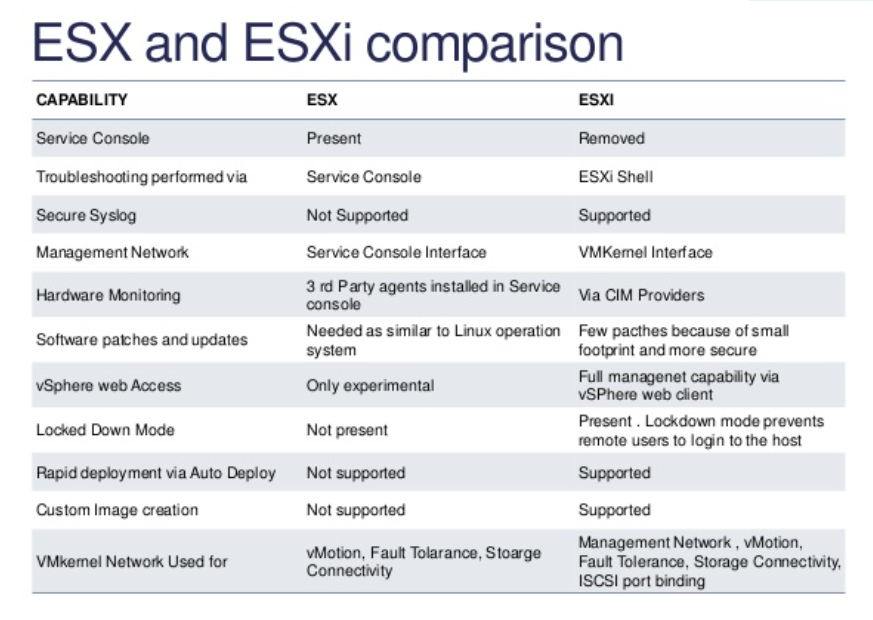 ESX and ESXi comparison
CAPABILITY ESX ESXI
Service Console Present Removed
Troubleshooting performed via Service Console ESXi Shell
Secure Syslog Not Supported Supported
Management Network Service Console Interface VMKernel Interface
Hardware Monitoring 3 rd Party agents installed in Service
console Via CIM Providers
Software patches and updates Needed as similar to Linux operation
system Few pacthes because of small
footprint and more secure
vSphere web Access Only experimental Full managenet capability via
vSPhere web client
Locked Down Mode Not present Present . Lockdown mode prevents
remote users to login to the host
Rapid deployment via Auto Deploy Not supported Supported
Custom Image creation Not supported Supported
VMkernel Network Used for vMotion, Fault Tolarance, Stoarge
Connectivity Management Network , vMotion,
Fault Tolerance, Storage Connectivity,
ISCSI port binding